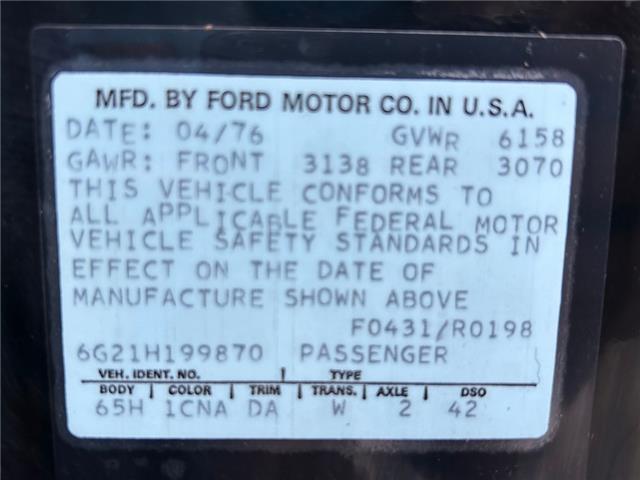 MFD. BY FORD MOTOR CO. IN U.S.A.
DATE: 04/76 GVWR 6158
GAWR: FRONT 3138 REAR 3070
THIS VEHICLE CONFORMS TO
ALL APPLICABLE FEDERAL MOTOR
VEHICLE SAFETY STANDARDS IN
EFFECT ON THE DATE OF
MANUFACTURE SHOWN ABOVE
F0431/R0198
6G21H199870 PASSENGER
VEH. IDENT. NO. TYPE
BODY COLOR TRIM TRANS. AXLE DSO
65H 1CNA DA W 2 42